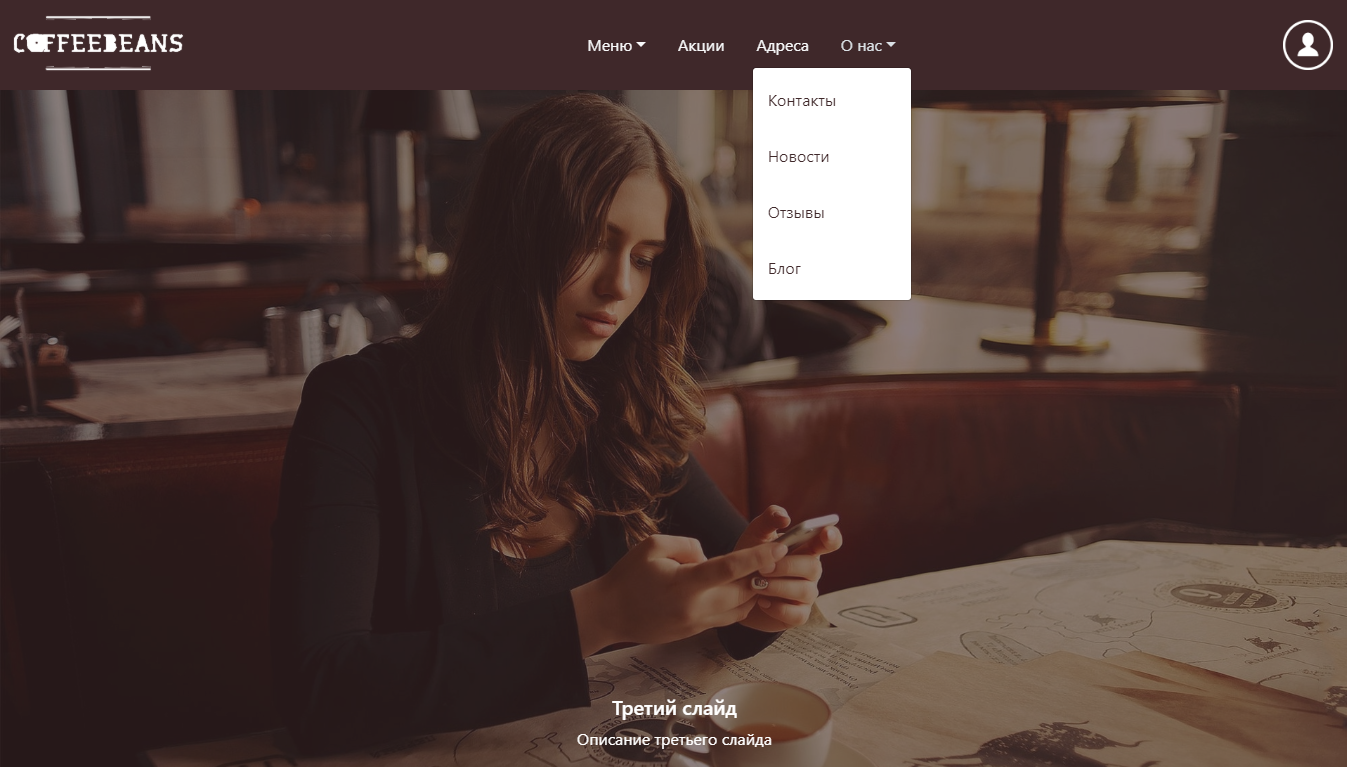 COFFEEBEANS
Меню Акции Адреса О нас
Контакты
Новости
Отзывы
Блог
Третий слайд
Описание третьего слайда